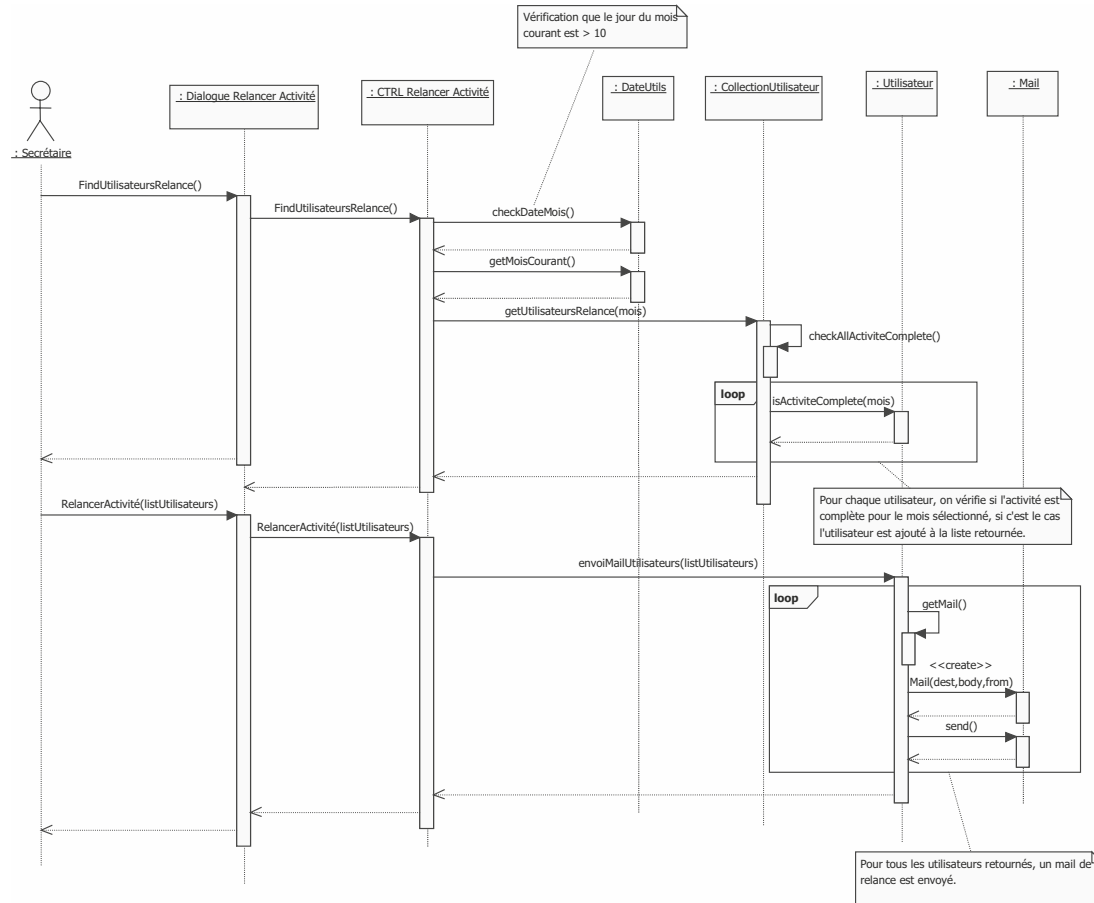 Vérification que le jour du mois
courant est > 10
: Secrétaire
: Dialogue Relancer Activité
: CTRL Relancer Activité
: DateUtils
: CollectionUtilisateur
: Utilisateur
: Mail
FindUtilisateursRelance()
FindUtilisateursRelance()
checkDateMois()
getMoisCourant()
getUtilisateursRelance(mois)
checkAllActiviteComplete()
loop
isActiviteComplete(mois)
Pour chaque utilisateur, on vérifie si l'activité est
complète pour le mois sélectionné, si c'est le cas
l'utilisateur est ajouté à la liste retournée.
RelancerActivité(listUtilisateurs)
RelancerActivité(listUtilisateurs)
envoiMailUtilisateurs(listUtilisateurs)
loop
getMail()
<<create>>
Mail(dest,body,from)
send()
Pour tous les utilisateurs retournés, un mail de
relance est envoyé.